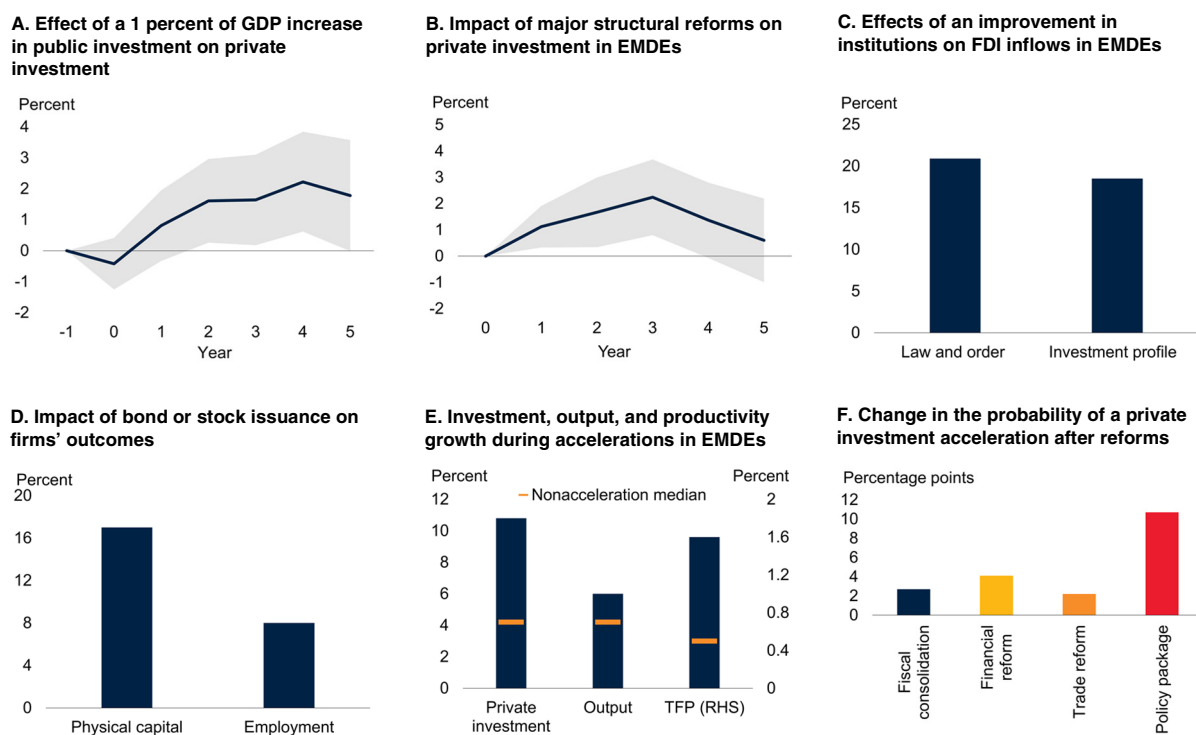 A. Effect of a 1 percent of GDP increase
in public investment on private
investment
Percent
4
3
2
1
0
-1
-2
-1 0 1 2 3 4 5
Year
B. Impact of major structural reforms on
private investment in EMDEs
Percent
5
4
3
2
1
0
-1
-2
0 1 2 3 4 5
Year
C. Effects of an improvement in
institutions on FDI inflows in EMDEs
Percent
25
20
15
10
5
0
Law and order Investment profile
D. Impact of bond or stock issuance on
firms’ outcomes
Percent
20
16
12
8
4
0
Physical capital Employment
E. Investment, output, and productivity
growth during accelerations in EMDEs
Percent Percent
Nonacceleration median
12
10
8
6
4
2
0
2
1.6
1.2
0.8
0.4
0
Private
investment
Output
TFP (RHS)
F. Change in the probability of a private
investment acceleration after reforms
Percentage points
12
10
8
6
4
2
0
Fiscal
consolidation
Financial
reform
Trade reform
Policy package